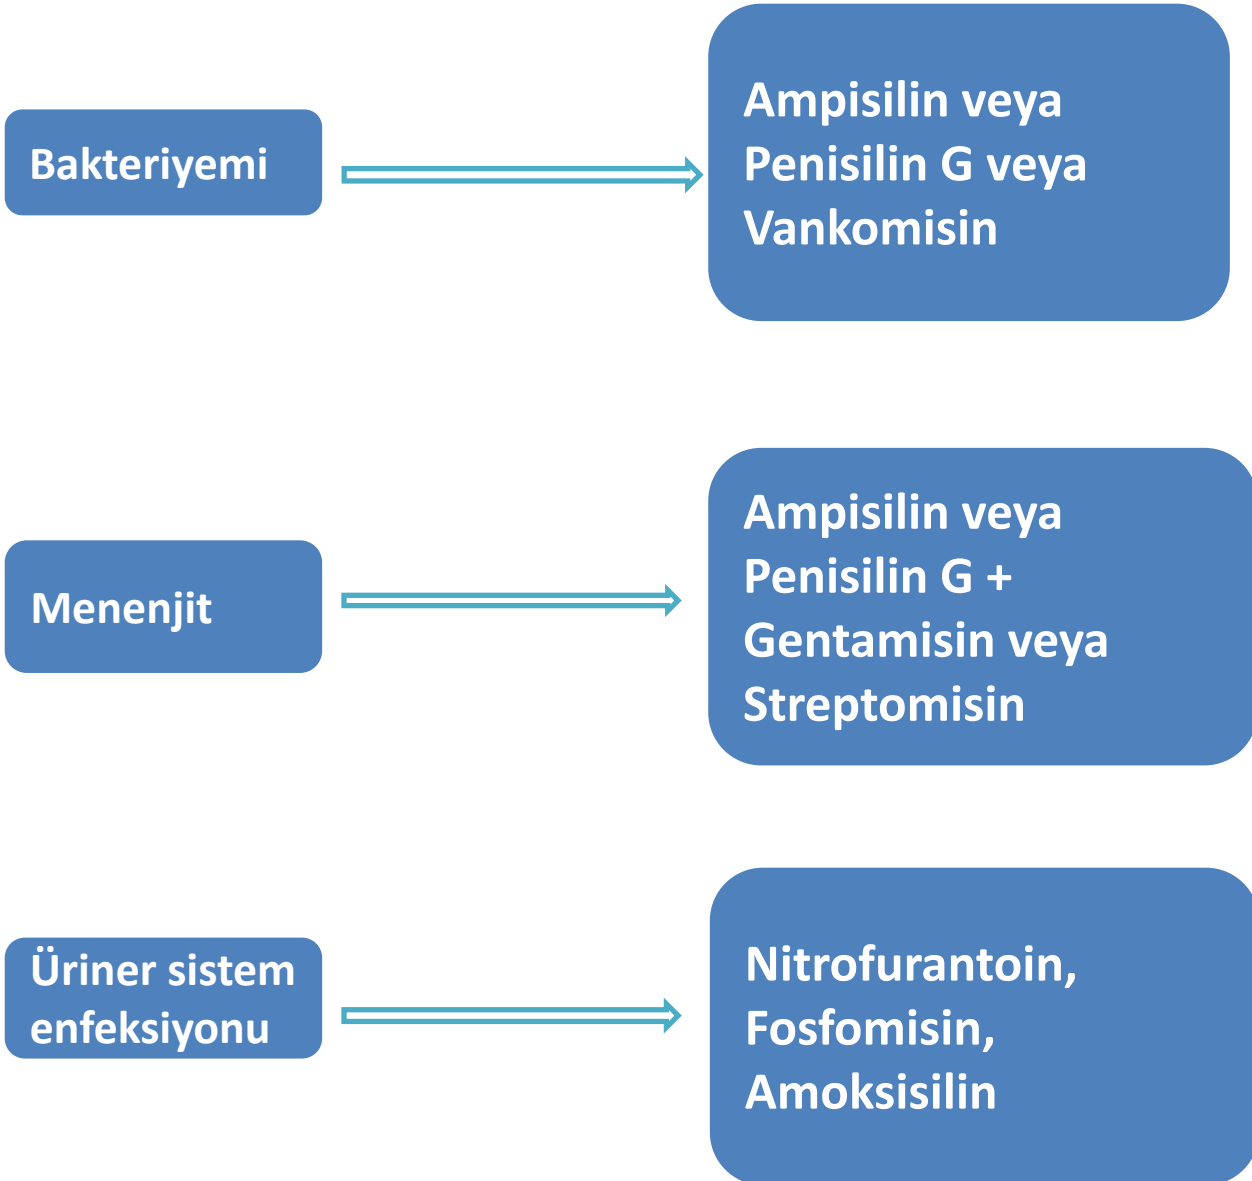 Bakteriyemi
Ampisilin veya
Penisilin G veya
Vankomisin
Menenjit
Ampisilin veya
Penisilin G +
Gentamisin veya
Streptomisin
Üriner sistem
enfeksiyonu
Nitrofurantoin,
Fosfomisin,
Amoksisilin